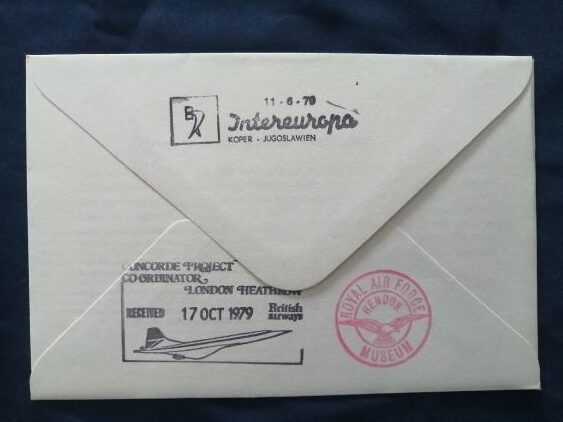 11-6-79
Intereuropa
KOPER - JUGOSLAWIEN
CONCORDE PROJECT
CO-ORDINATOR
LONDON HEATHROW
RECEIVED 17 OCT 1979 British airways
ROYAL AIR FORCE
HENDON
MUSEUM